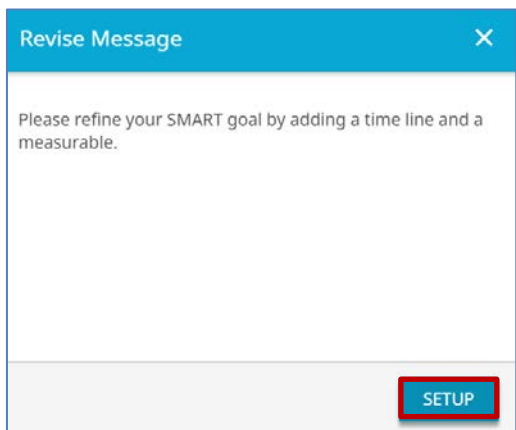 Revise Message
Please refine your SMART goal by adding a time line and a
measurable.
SETUP